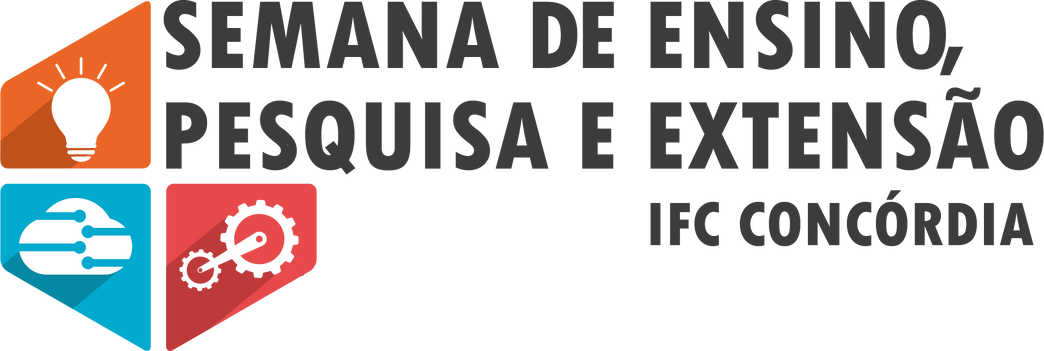 SEMANA DE ENSINO,
PESQUISA E EXTENSÃO
IFC CONCÓRDIA